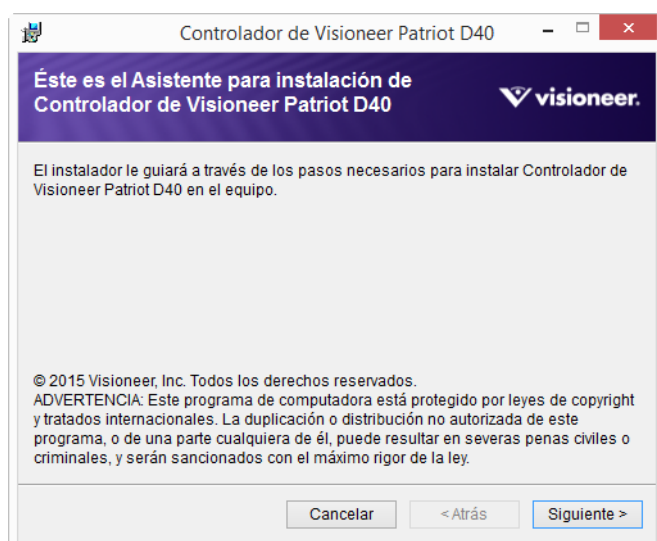 Controlador de Visioneer Patriot D40
Éste es el Asistente para instalación de
Controlador de Visioneer Patriot D40
visioneer.
El instalador le guiará a través de los pasos necesarios para instalar Controlador de
Visioneer Patriot D40 en el equipo.
© 2015 Visioneer, Inc. Todos los derechos reservados.
ADVERTENCIA: Este programa de computadora está protegido por leyes de copyright
y tratados internacionales. La duplicación o distribución no autorizada de este
programa, o de una parte cualquiera de él, puede resultar en severas penas civiles o
criminales, y serán sancionados con el máximo rigor de la ley.
Cancelar
< Atrás
Siguiente >